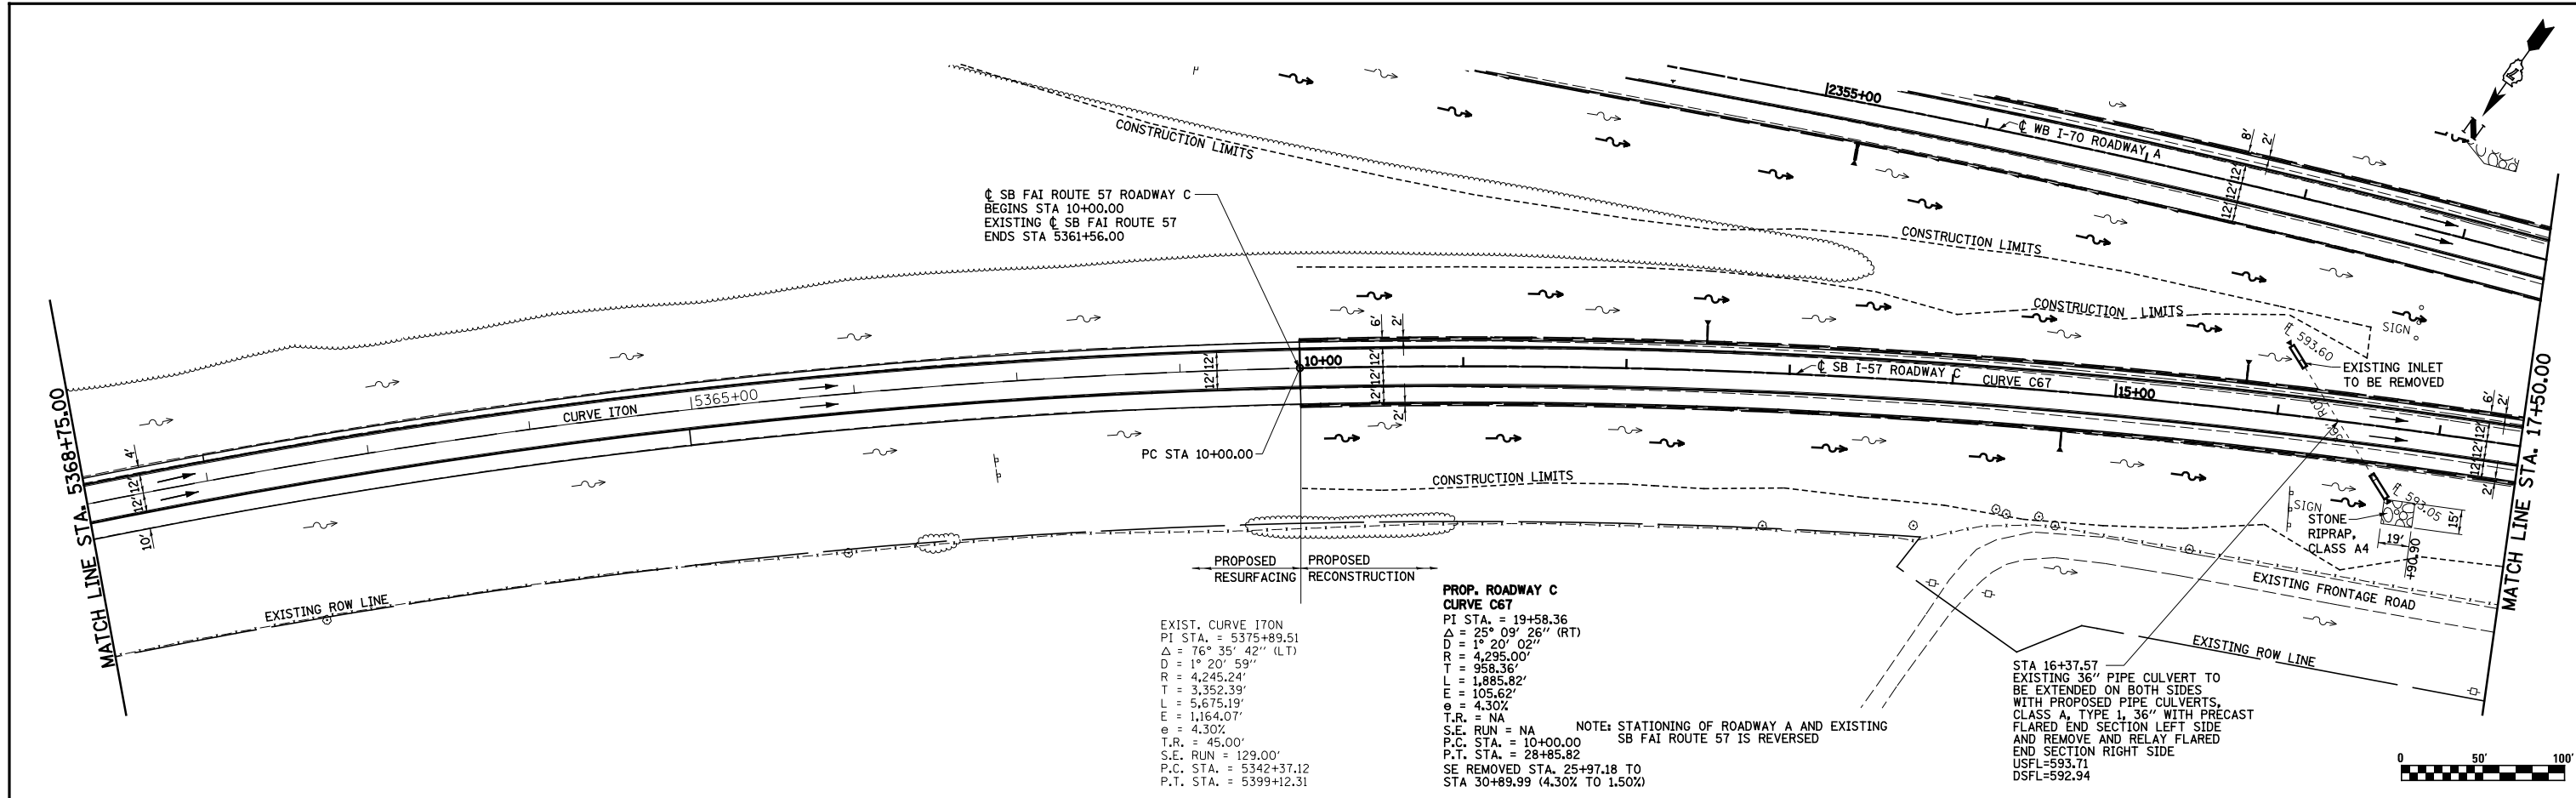 CONSTRUCTION LIMITS
2355+00
℄ WB I-70 ROADWAY A
8'
2'
12' 12' 12'
N
℄ SB FAI ROUTE 57 ROADWAY C
BEGINS STA 10+00.00
EXISTING ℄ SB FAI ROUTE 57
ENDS STA 5361+56.00
CONSTRUCTION LIMITS
CONSTRUCTION LIMITS
SIGN
℄ 593.60
EXISTING INLET
TO BE REMOVED
MATCH LINE STA. 5368+75.00
4'
12' 12'
10'
CURVE I70N
5365+00
12' 12'
10+00
6'
2'
12' 12' 12'
2'
℄ SB I-57 ROADWAY C
CURVE C67
15+00
6'
2'
12' 12' 12'
2'
MATCH LINE STA. 17+50.00
PC STA 10+00.00
CONSTRUCTION LIMITS
SIGN
593.05
STONE
RIPRAP,
CLASS A4
15'
19'
+90.90
PROPOSED
RESURFACING
PROPOSED
RECONSTRUCTION
EXISTING ROW LINE
EXISTING FRONTAGE ROAD
EXISTING ROW LINE
EXIST. CURVE I70N
PI STA. = 5375+89.51
Δ = 76° 35' 42" (LT)
D = 1° 20' 59"
R = 4,245.24'
T = 3,352.39'
L = 5,675.19'
E = 1,164.07'
e = 4.30%
T.R. = 45.00'
S.E. RUN = 129.00'
P.C. STA. = 5342+37.12
P.T. STA. = 5399+12.31
PROP. ROADWAY C
CURVE C67
PI STA. = 19+58.36
Δ = 25° 09' 26" (RT)
D = 1° 20' 02"
R = 4,295.00'
T = 958.36'
L = 1,885.82'
E = 105.62'
e = 4.30%
T.R. = NA
S.E. RUN = NA
P.C. STA. = 10+00.00
P.T. STA. = 28+85.82
SE REMOVED STA. 25+97.18 TO
STA 30+89.99 (4.30% TO 1.50%)
NOTE: STATIONING OF ROADWAY A AND EXISTING
SB FAI ROUTE 57 IS REVERSED
STA 16+37.57
EXISTING 36" PIPE CULVERT TO
BE EXTENDED ON BOTH SIDES
WITH PROPOSED PIPE CULVERTS,
CLASS A, TYPE 1, 36" WITH PRECAST
FLARED END SECTION LEFT SIDE
AND REMOVE AND RELAY FLARED
END SECTION RIGHT SIDE
USFL=593.71
DSFL=592.94
0 50' 100'